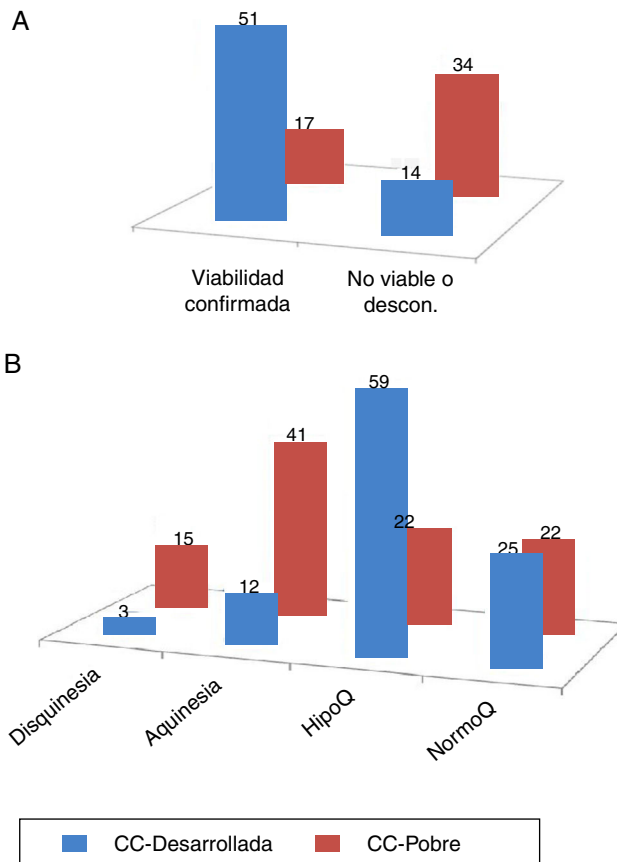 A
51
17
34
14
Viabilidad
confirmada
No viable o
descon.
B
59
41
22
15
12
25
22
3
Disquinesia
Aquinesia
HipoQ
NormoQ
CC-Desarrollada
CC-Pobre